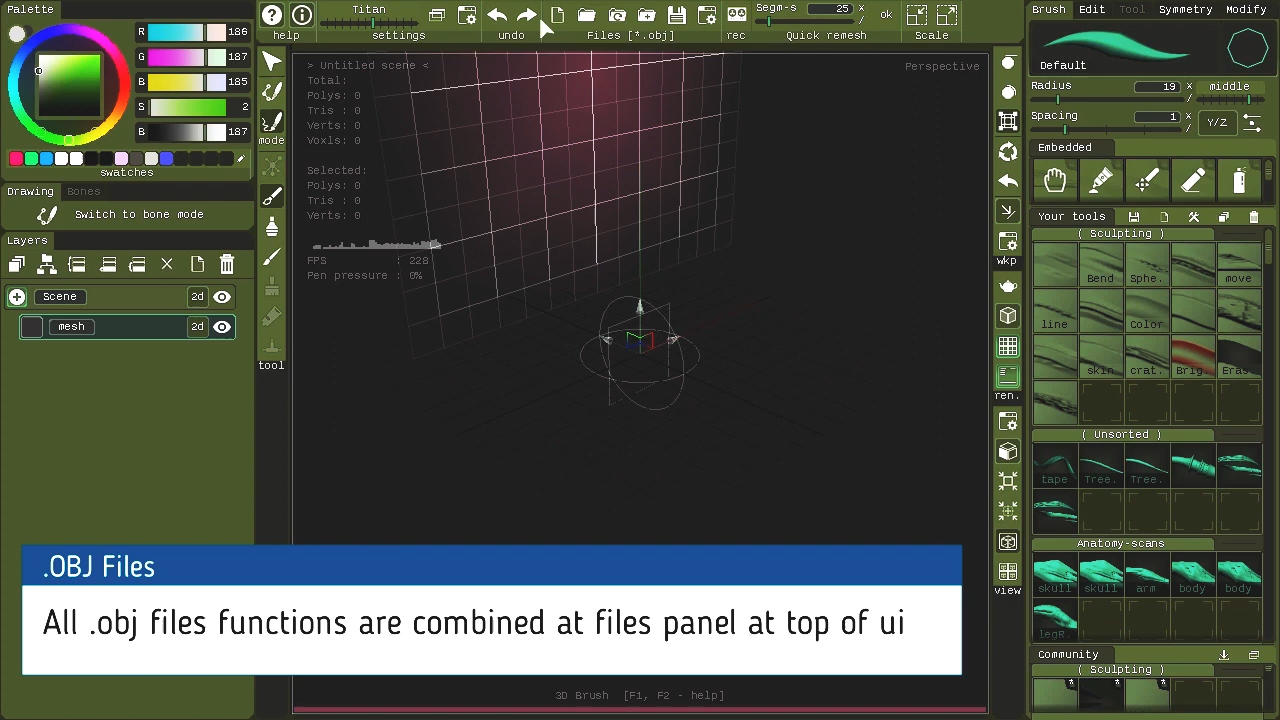 Palette
R 186
G 187
B 185
S 2
B 187
swatches
Drawing Bones
Switch to bone mode
Layers
Scene 2d
mesh 2d
? help
Titan
settings
undo
Files [*.obj]
rec
Segm-s 25 x / ok
Quick remesh
Scale
mode
tool
> Untitled scene <
Total:
Polys: 0
Tris : 0
Verts: 0
Voxls: 0
Selected:
Polys: 0
Tris : 0
Verts: 0
FPS : 228
Pen pressure : 0%
Perspective
3D Brush [F1, F2 - help]
.OBJ Files
All .obj files functions are combined at files panel at top of ui
wkp
ren.
view
Brush Edit Tool Symmetry Modify
Default
Radius 19 x / middle
Spacing 1 x / Y/Z
Embedded
Your tools
( Sculpting )
Bend Sphe. move
line Color
skin crat. Brig. Eras
( Unsorted )
tape Tree. Tree.
Anatomy-scans
skull skull arm body body
legR.
Community
( Sculpting )